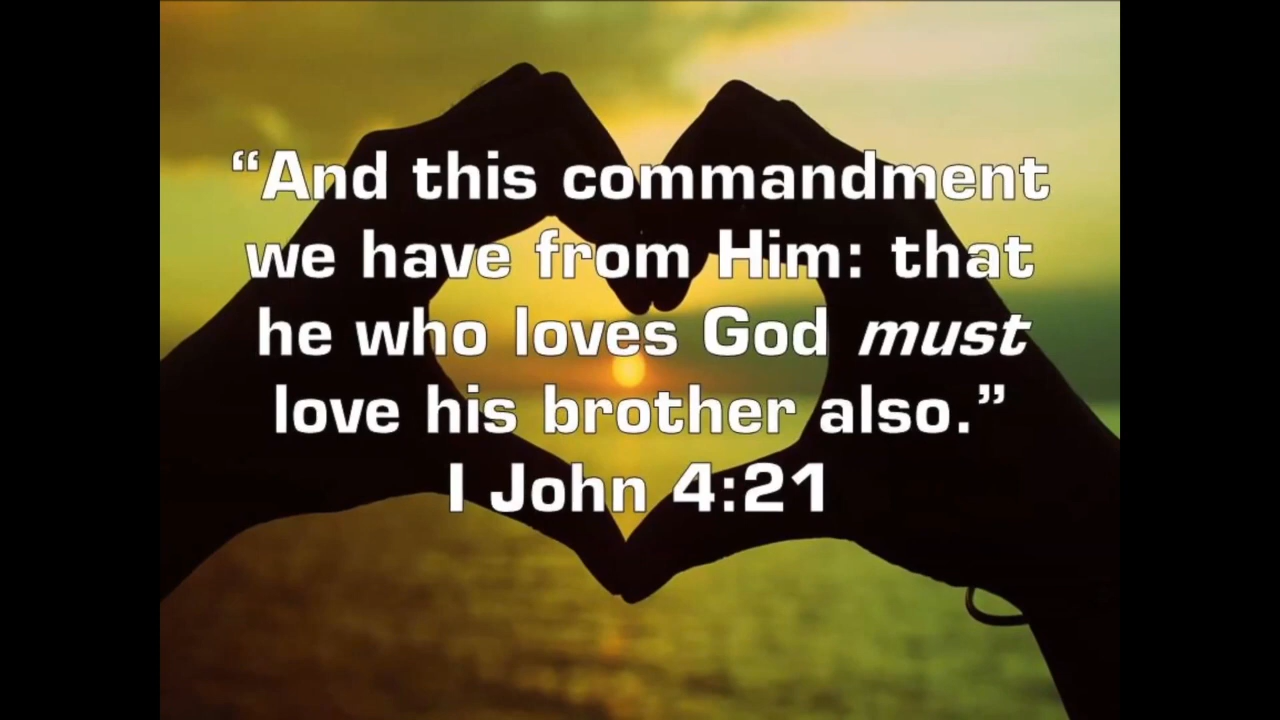 “And this commandment
we have from Him: that
he who loves God must
love his brother also.”
I John 4:21